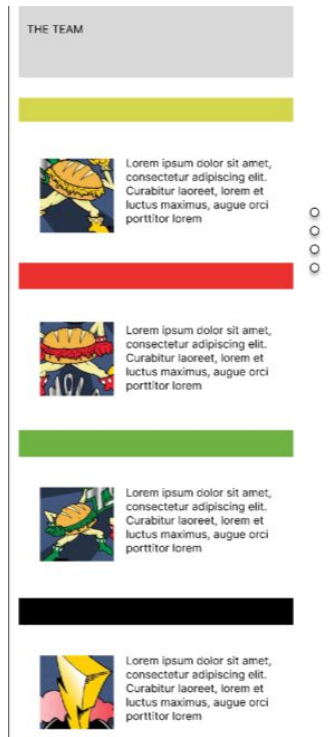 THE TEAM
Lorem ipsum dolor sit amet,
consectetur adipiscing elit.
Curabitur laoreet, lorem et
luctus maximus, augue orci
porttitor lorem
Lorem ipsum dolor sit amet,
consectetur adipiscing elit.
Curabitur laoreet, lorem et
luctus maximus, augue orci
porttitor lorem
Lorem ipsum dolor sit amet,
consectetur adipiscing elit.
Curabitur laoreet, lorem et
luctus maximus, augue orci
porttitor lorem
Lorem ipsum dolor sit amet,
consectetur adipiscing elit.
Curabitur laoreet, lorem et
luctus maximus, augue orci
porttitor lorem